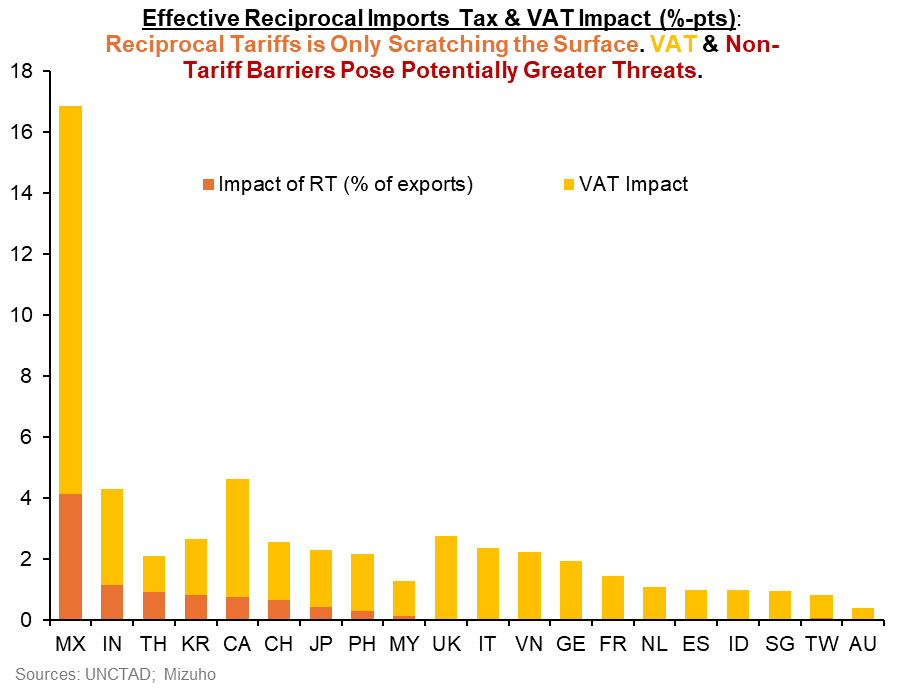 Effective Reciprocal Imports Tax & VAT Impact (%-pts):
Reciprocal Tariffs is Only Scratching the Surface. VAT & Non-
Tariff Barriers Pose Potentially Greater Threats.
18
16
14
12
10
8
6
4
2
0
Impact of RT (% of exports)
VAT Impact
MX IN TH KR CA CH JP PH MY UK IT VN GE FR NL ES ID SG TW AU
Sources: UNCTAD; Mizuho